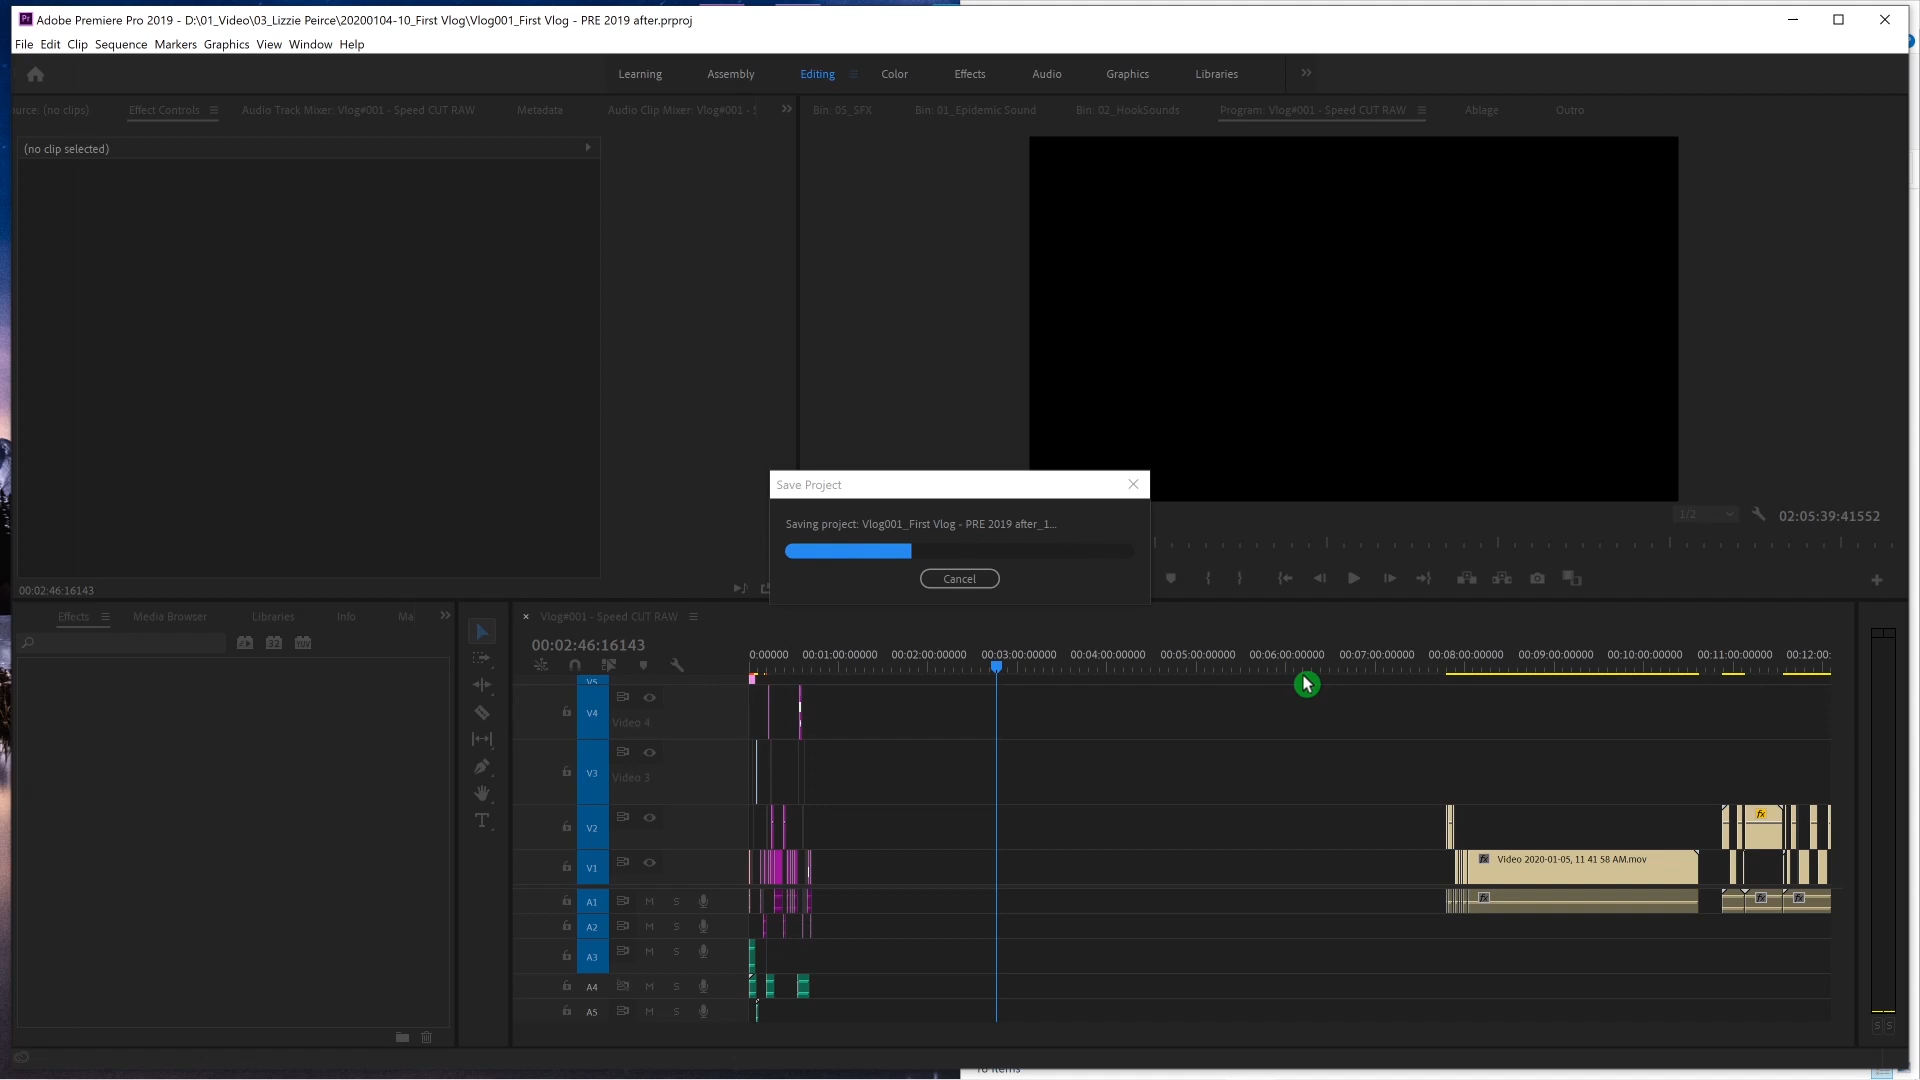 Adobe Premiere Pro 2019 - D:\01_Video\03_Lizzie Peirce\20200104-10_First Vlog\Vlog001_First Vlog - PRE 2019 after.prproj
File Edit Clip Sequence Markers Graphics View Window Help
Learning Assembly Editing Color Effects Audio Graphics Libraries
urce: (no clips) Effect Controls Audio Track Mixer: Vlog#001 - Speed CUT RAW Metadata Audio Clip Mixer: Vlog#001 - S Bin: 05_SFX Bin: 01_Epidemic Sound Bin: 02_HookSounds Program: Vlog#001 - Speed CUT RAW Ablage Outro
(no clip selected)
Save Project
Saving project: Vlog001_First Vlog - PRE 2019 after_1...
Cancel
1/2 02:05:39:41552
00:02:46:16143
Effects Media Browser Libraries Info Ma
Vlog#001 - Speed CUT RAW
00:02:46:16143
0:00000 00:01:00:00000 00:02:00:00000 00:03:00:00000 00:04:00:00000 00:05:00:00000 00:06:00:00000 00:07:00:00000 00:08:00:00000 00:09:00:00000 00:10:00:00000 00:11:00:00000 00:12:00:
V5
V4
Video 4
V3
Video 3
V2 fx
V1 fx Video 2020-01-05, 11 41 58 AM.mov
A1 M S fx fx fx
A2 M S
A3 M S
A4 M S
A5 M S
S S